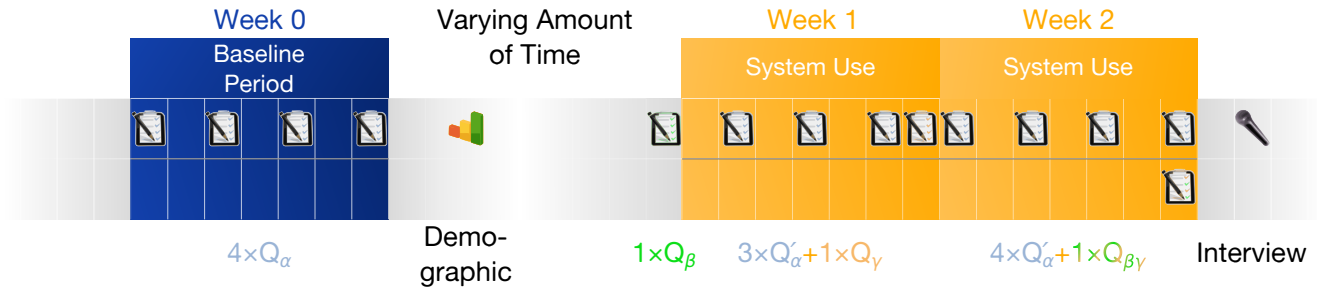 Week 0
Varying Amount
of Time
Week 1
Week 2
Baseline
Period
System Use
System Use
4×Qα
Demo-
graphic
1×Qβ
3×Q´α+1×Qγ
4×Q´α+1×Qβγ
Interview